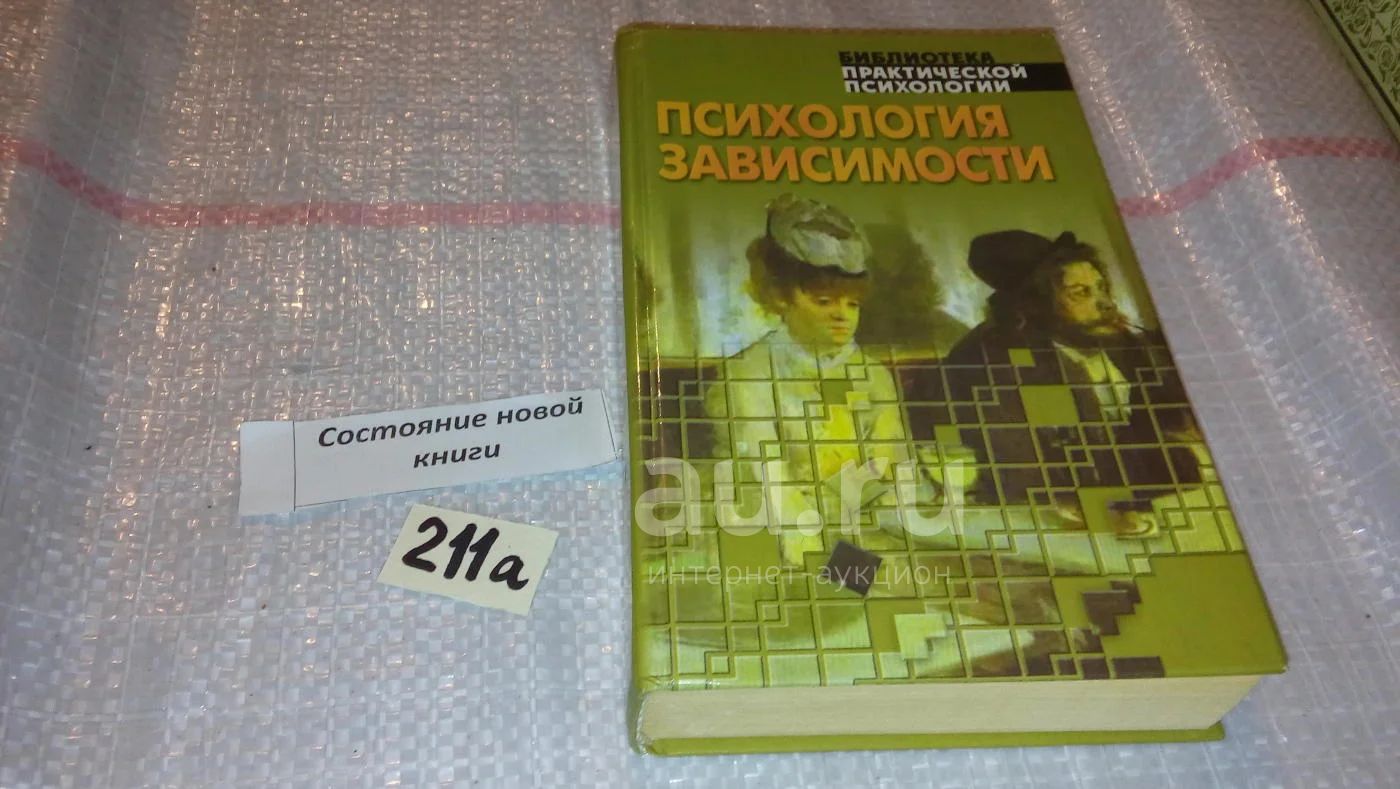 БИБЛИОТЕКА
ПРАКТИЧЕСКОЙ
ПСИХОЛОГИИ
ПСИХОЛОГИЯ
ЗАВИСИМОСТИ
Состояние новой
книги
211а
au.ru
интернет-аукцион